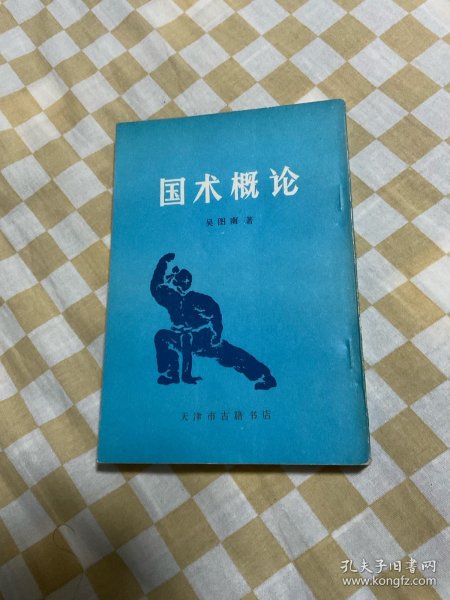 国术概论
吴图南 著
天津市古籍书店
孔夫子旧书网
www.kongfz.com